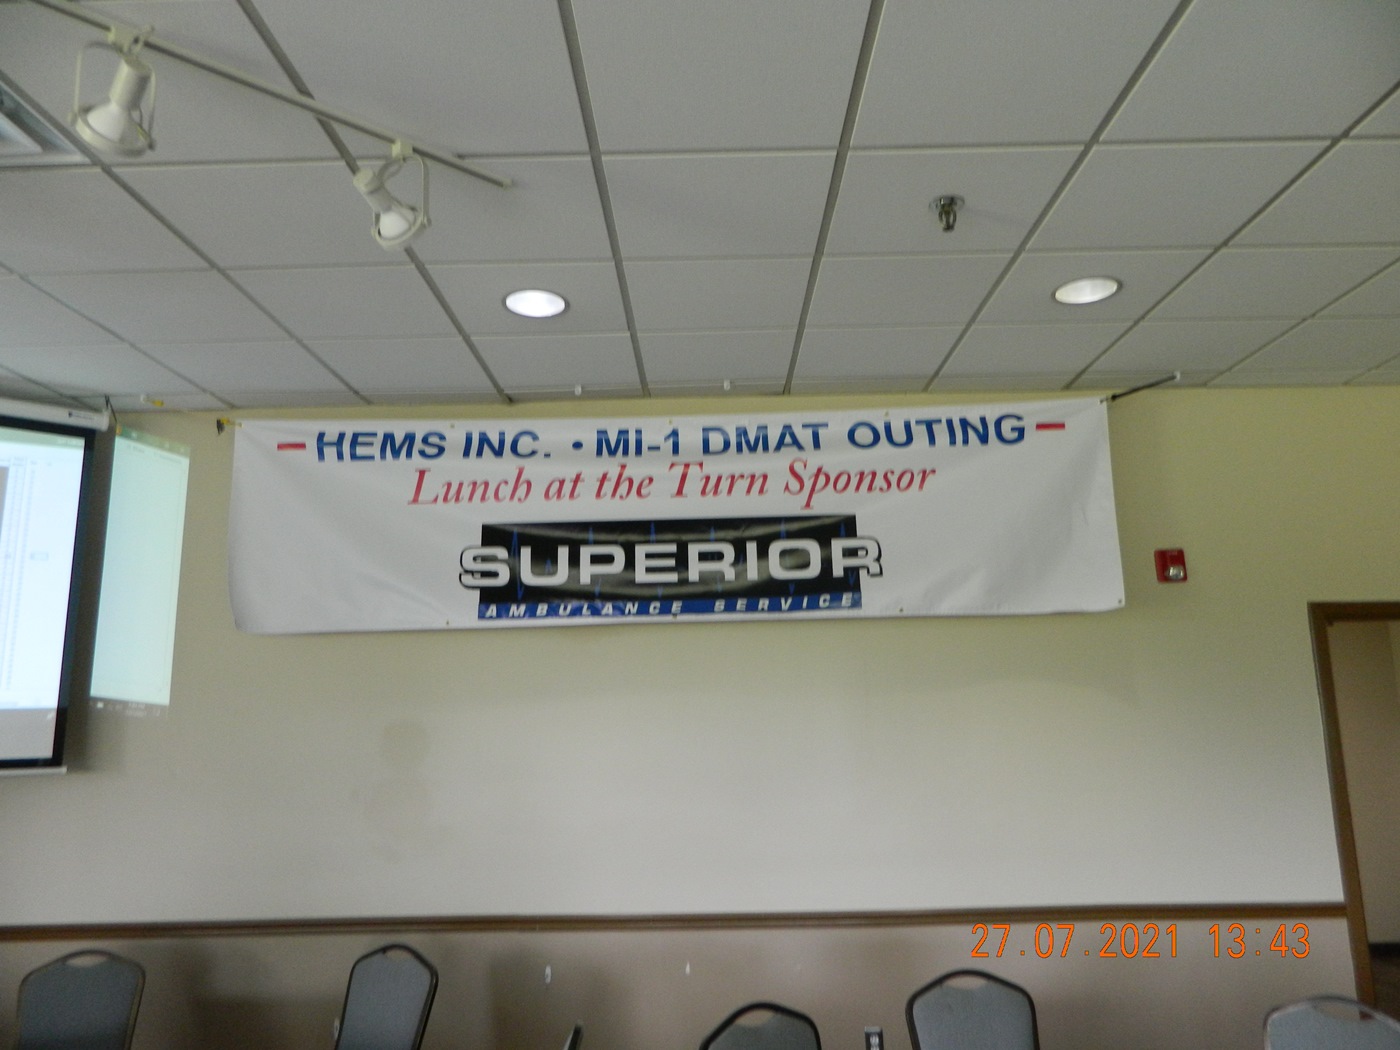 HEMS INC. • MI-1 DMAT OUTING
Lunch at the Turn Sponsor
SUPERIOR
AMBULANCE SERVICE
27.07.2021 13:43